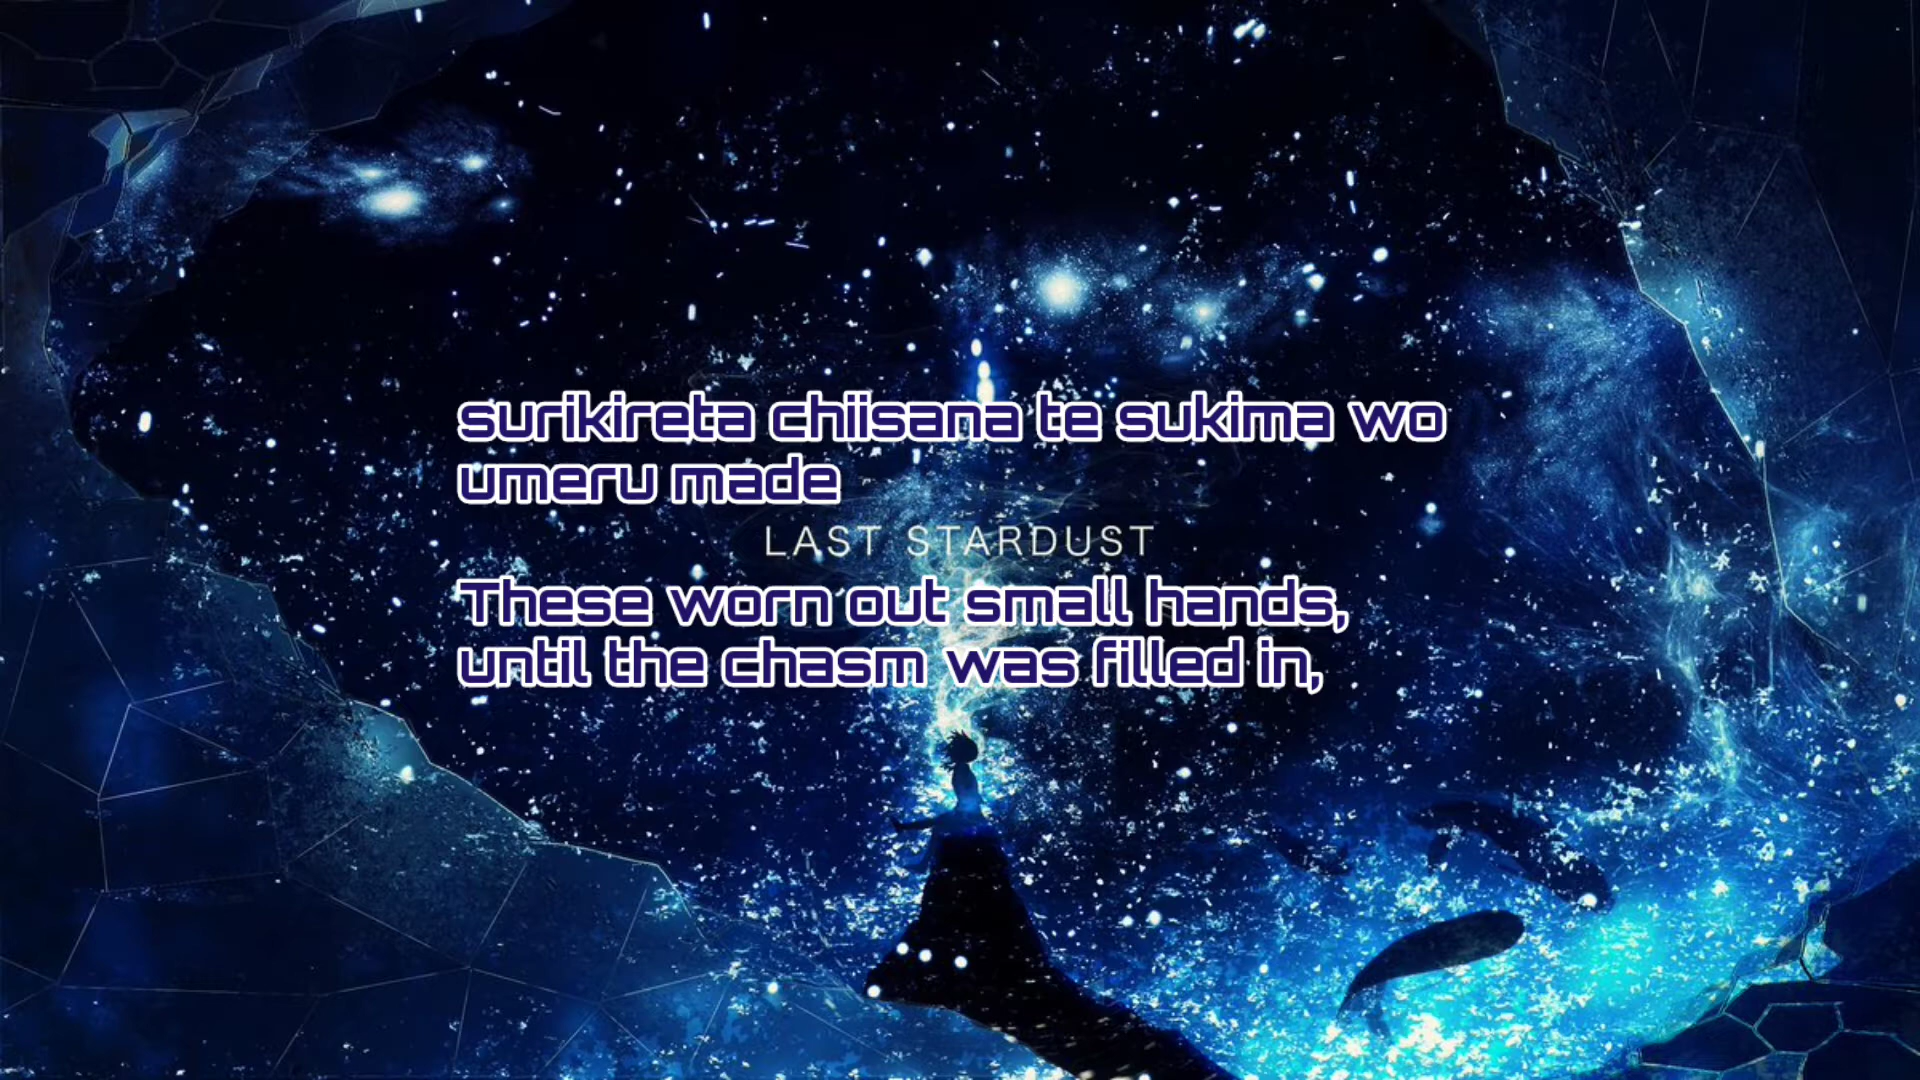 surikireta chiisana te sukima wo
umeru made
LAST STARDUST
These worn out small hands,
until the chasm was filled in,